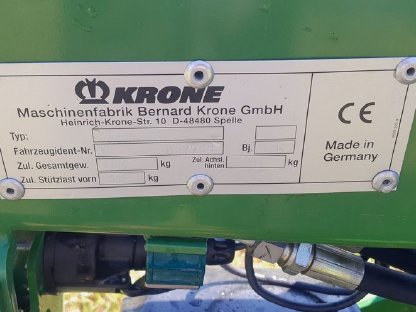 KRONE
Maschinenfabrik Bernard Krone GmbH
Heinrich-Krone-Str. 10 D-48480 Spelle
CE
Typ:
Fahrzeugident-Nr. Bj.
Made in
Germany
Zul. Gesamtgew. kg Zul. Achsl. hinten kg
Zul. Stützlast vorn kg